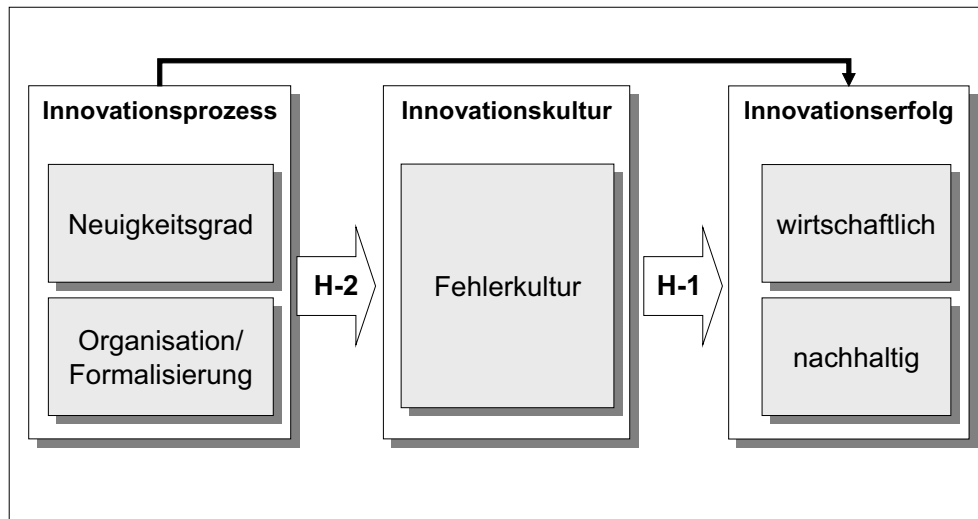 Innovationsprozess
Neuigkeitsgrad
Organisation/
Formalisierung
H-2
Innovationskultur
Fehlerkultur
H-1
Innovationserfolg
wirtschaftlich
nachhaltig